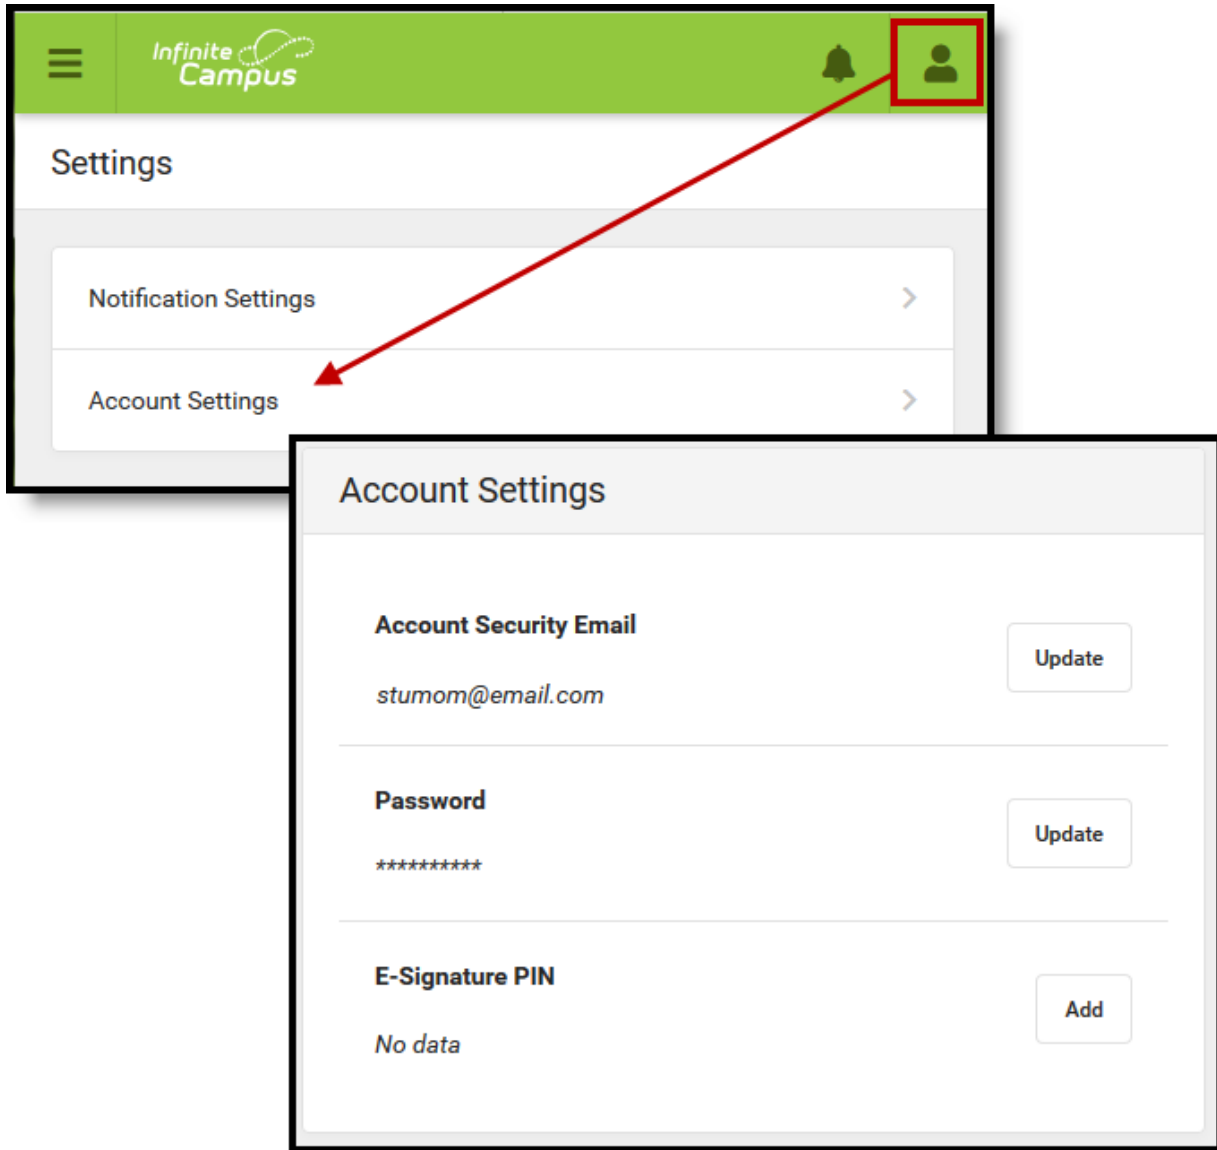 Infinite
Campus
Settings
Notification Settings
Account Settings
Account Settings
Account Security Email
Update
stumom@email.com
Password
Update
**********
E-Signature PIN
Add
No data